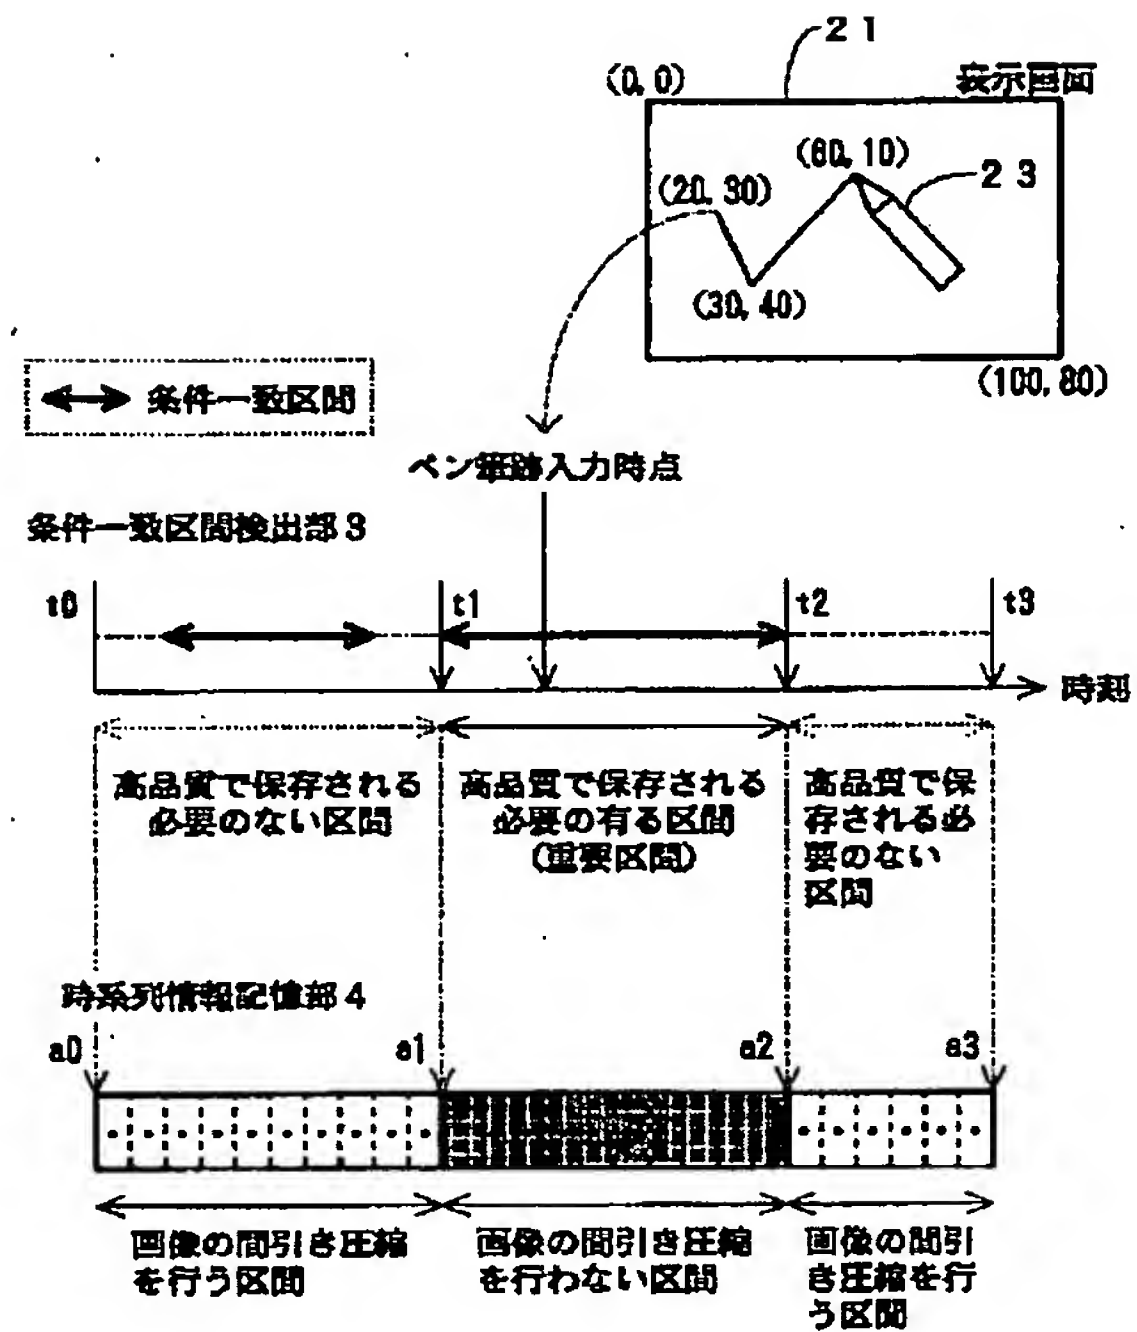 21
(0,0)
表示画面
(60,10)
23
(20,30)
(30,40)
(100,80)
条件一致区間
ペン筆跡入力時点
条件一致区間検出部3
t0
t1
t2
t3
時刻
高品質で保存される
必要のない区間
高品質で保存される
必要の有る区間
(重要区間)
高品質で保
存される必
要のない
区間
時系列情報記憶部4
a0
a1
a2
a3
画像の間引き圧縮
を行う区間
画像の間引き圧縮
を行わない区間
画像の間引
き圧縮を行
う区間